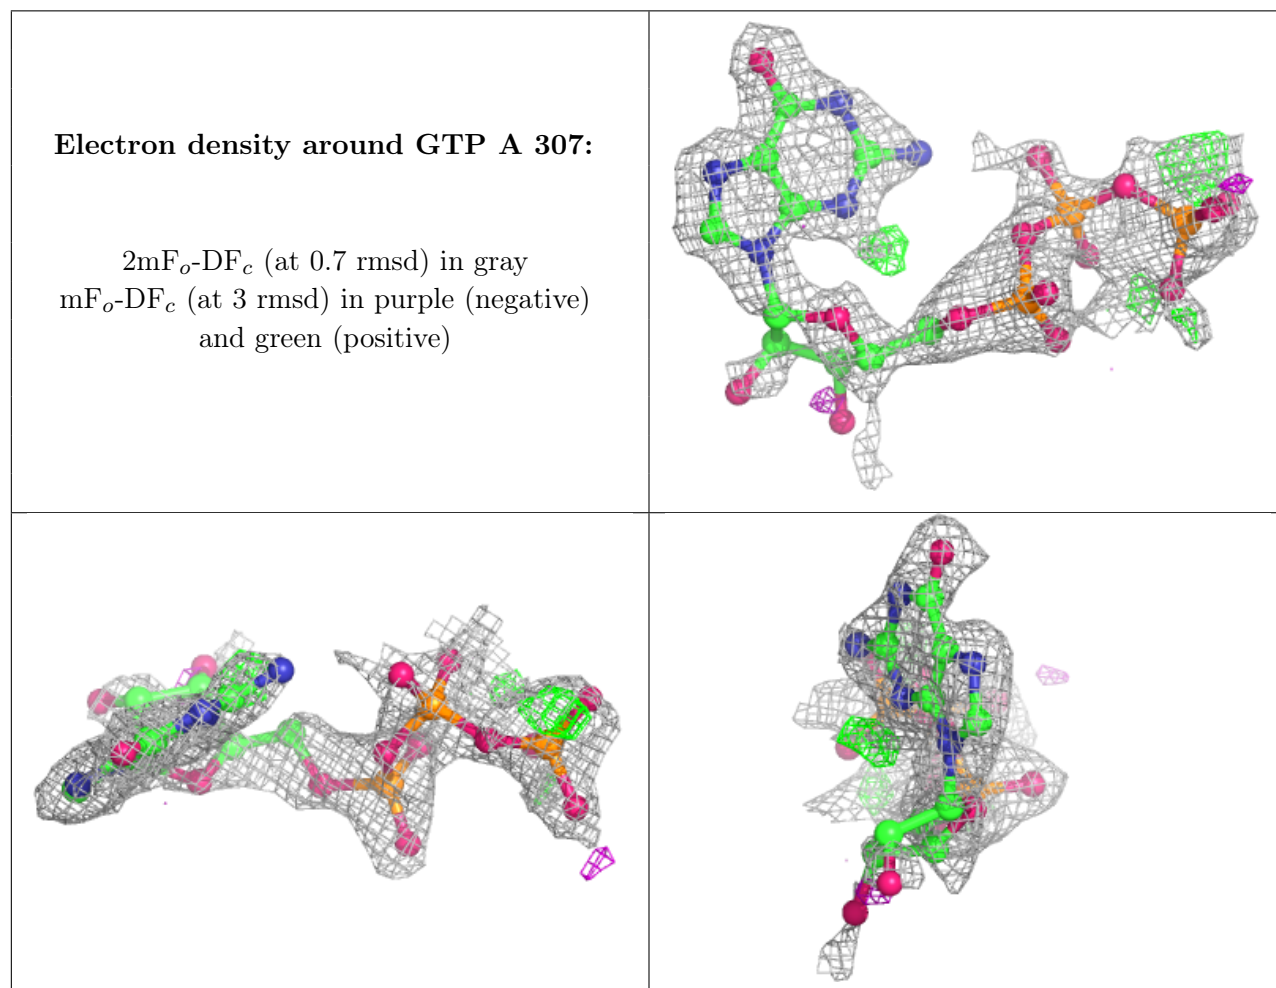 Electron density around GTP A 307:
2mFₒ-DF𝒸 (at 0.7 rmsd) in gray
mFₒ-DF𝒸 (at 3 rmsd) in purple (negative)
and green (positive)